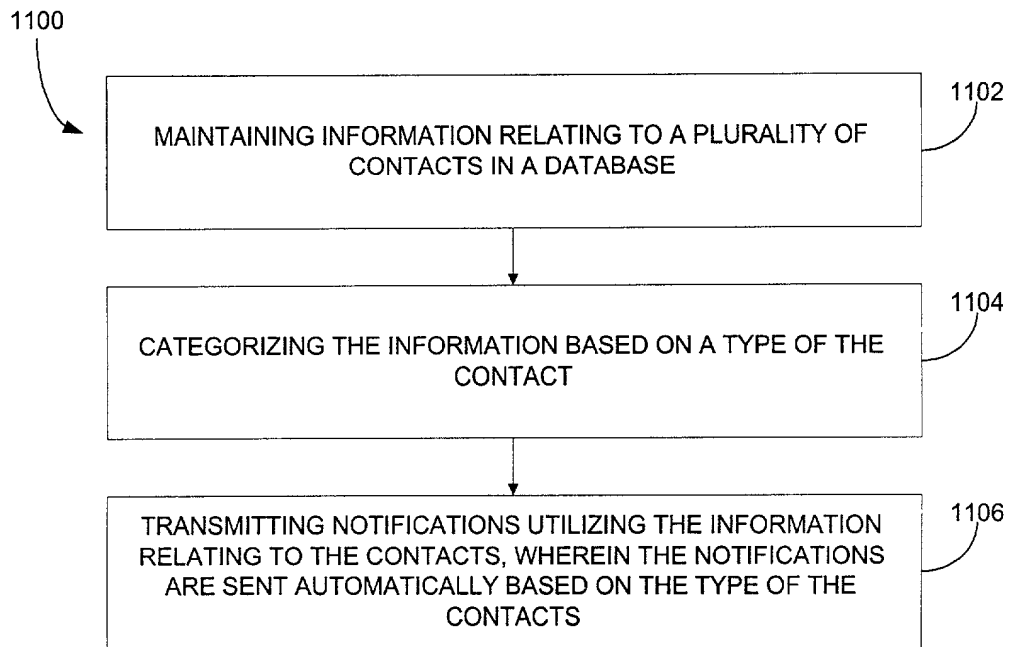 1100
1102
MAINTAINING INFORMATION RELATING TO A PLURALITY OF
CONTACTS IN A DATABASE
1104
CATEGORIZING THE INFORMATION BASED ON A TYPE OF THE
CONTACT
1106
TRANSMITTING NOTIFICATIONS UTILIZING THE INFORMATION
RELATING TO THE CONTACTS, WHEREIN THE NOTIFICATIONS
ARE SENT AUTOMATICALLY BASED ON THE TYPE OF THE
CONTACTS